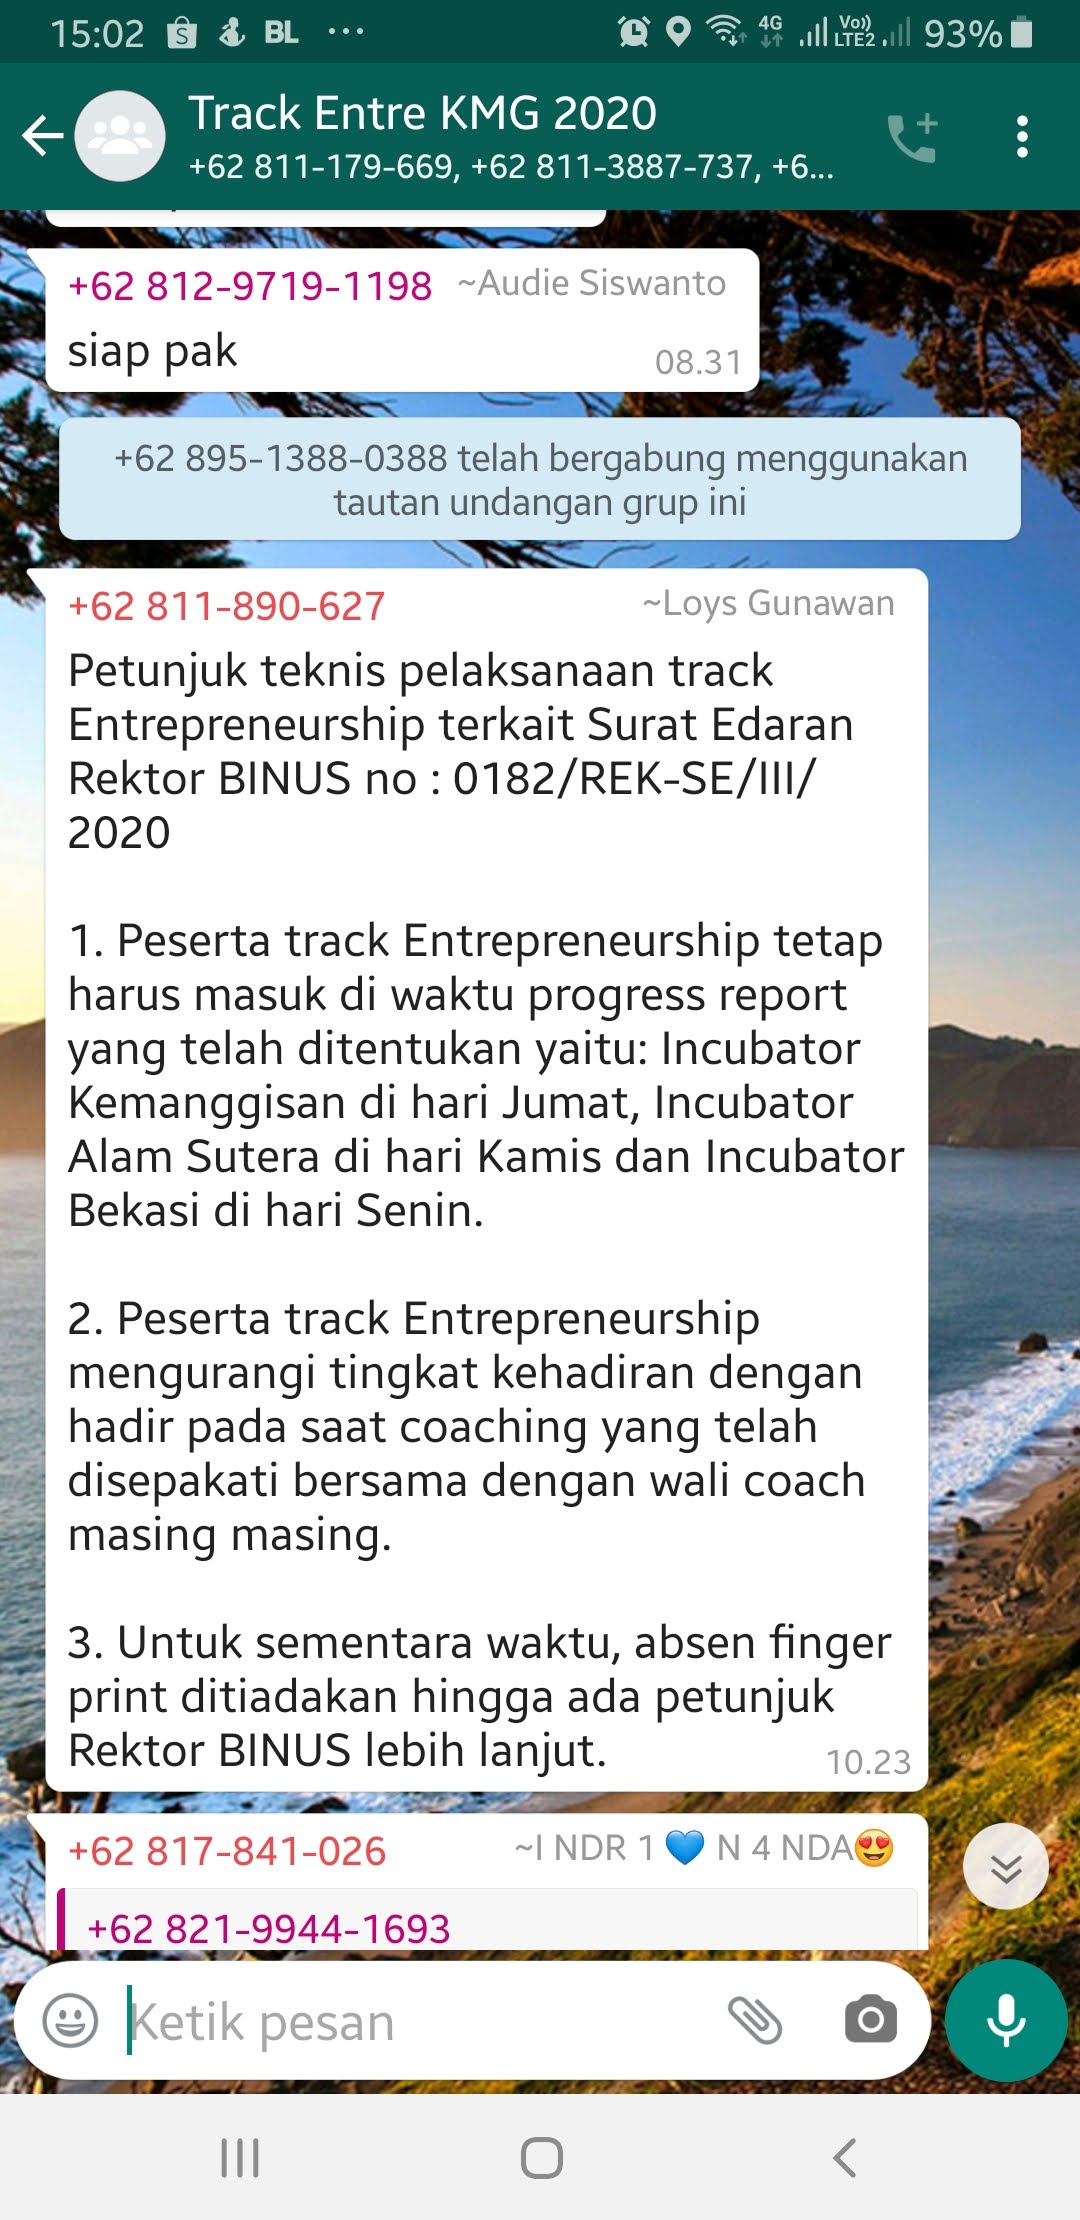 15:02 S BL ...
4G Vo)) LTE2 93%
Track Entre KMG 2020
+62 811-179-669, +62 811-3887-737, +6...
+62 812-9719-1198 ~Audie Siswanto
siap pak
08.31
+62 895-1388-0388 telah bergabung menggunakan
tautan undangan grup ini
+62 811-890-627 ~Loys Gunawan
Petunjuk teknis pelaksanaan track
Entrepreneurship terkait Surat Edaran
Rektor BINUS no : 0182/REK-SE/III/
2020
1. Peserta track Entrepreneurship tetap
harus masuk di waktu progress report
yang telah ditentukan yaitu: Incubator
Kemanggisan di hari Jumat, Incubator
Alam Sutera di hari Kamis dan Incubator
Bekasi di hari Senin.
2. Peserta track Entrepreneurship
mengurangi tingkat kehadiran dengan
hadir pada saat coaching yang telah
disepakati bersama dengan wali coach
masing masing.
3. Untuk sementara waktu, absen finger
print ditiadakan hingga ada petunjuk
Rektor BINUS lebih lanjut.
10.23
+62 817-841-026 ~I NDR 1 💙 N 4 NDA😍
+62 821-9944-1693
Ketik pesan